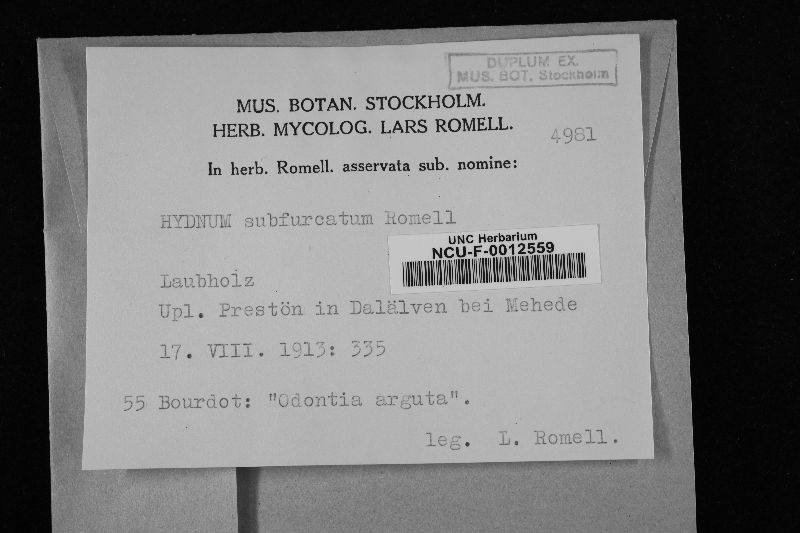 DUPLUM EX.
MUS. BOT. Stockholm
MUS. BOTAN. STOCKHOLM.
HERB. MYCOLOG. LARS ROMELL.
4981
In herb. Romell. asservata sub. nomine:
HYDNUM subfurcatum Romell
UNC Herbarium
NCU-F-0012559
Laubholz
Upl. Prestön in Dalälven bei Mehede
17. VIII. 1913: 335
55 Bourdot: "Odontia arguta".
leg. L. Romell.